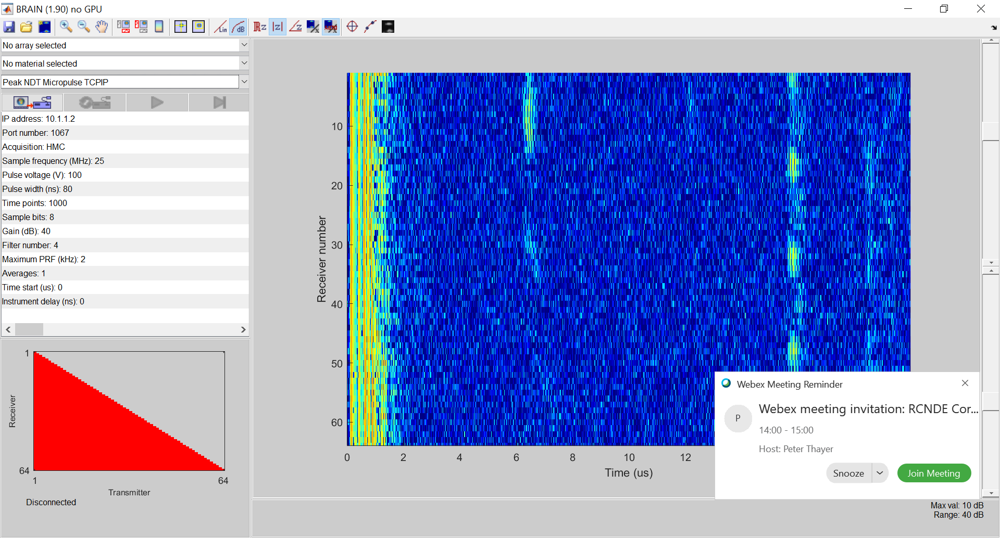 BRAIN (1.90) no GPU
Lin
dB
Rz
|z|
z
No array selected
No material selected
Peak NDT Micropulse TCPIP
IP address: 10.1.1.2
Port number: 1067
Acquisition: HMC
Sample frequency (MHz): 25
Pulse voltage (V): 100
Pulse width (ns): 80
Time points: 1000
Sample bits: 8
Gain (dB): 40
Filter number: 4
Maximum PRF (kHz): 2
Averages: 1
Time start (us): 0
Instrument delay (ns): 0
1
64
Receiver
1
64
Transmitter
Disconnected
10
20
30
40
50
60
Receiver number
0
2
4
6
8
10
12
Time (us)
Webex Meeting Reminder
P
Webex meeting invitation: RCNDE Cor...
14:00 - 15:00
Host: Peter Thayer
Snooze
Join Meeting
Max val: 10 dB
Range: 40 dB